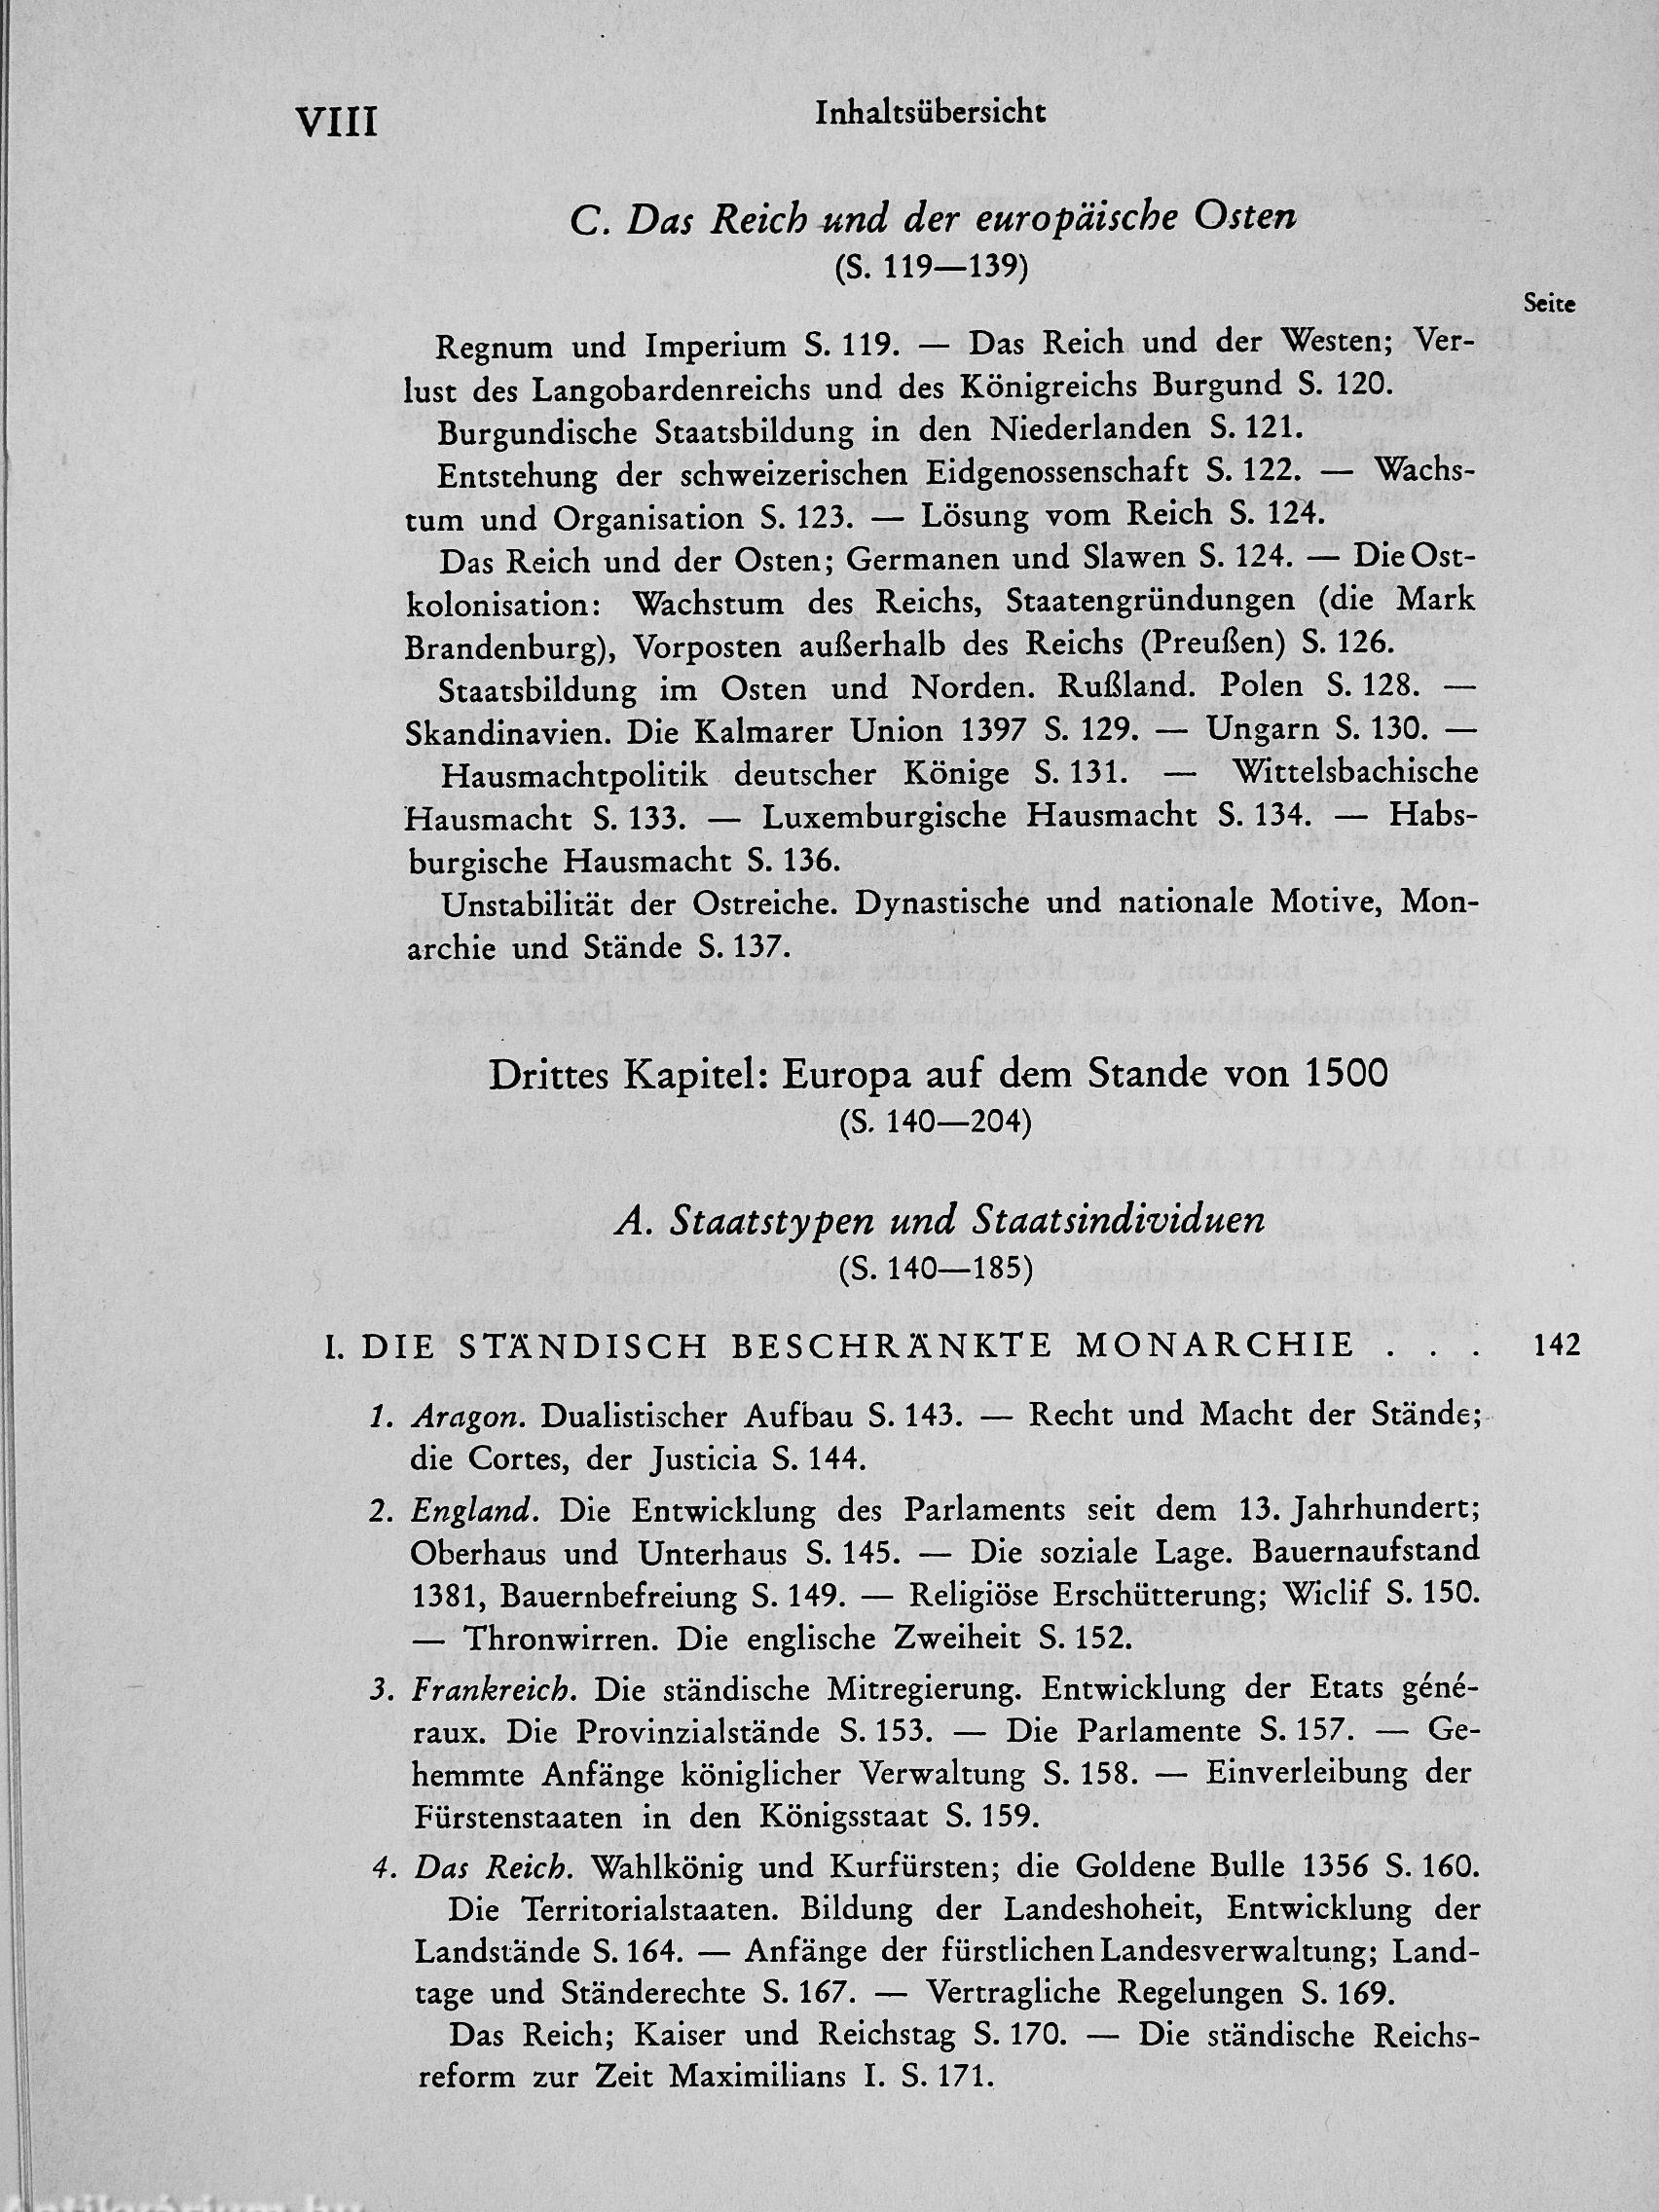 VIII
Inhaltsübersicht
C. Das Reich und der europäische Osten
(S. 119—139)
Seite
Regnum und Imperium S. 119. — Das Reich und der Westen; Ver-
lust des Langobardenreichs und des Königreichs Burgund S. 120.
Burgundische Staatsbildung in den Niederlanden S. 121.
Entstehung der schweizerischen Eidgenossenschaft S. 122. — Wachs-
tum und Organisation S. 123. — Lösung vom Reich S. 124.
Das Reich und der Osten; Germanen und Slawen S. 124. — Die Ost-
kolonisation: Wachstum des Reichs, Staatengründungen (die Mark
Brandenburg), Vorposten außerhalb des Reichs (Preußen) S. 126.
Staatsbildung im Osten und Norden. Rußland. Polen S. 128. —
Skandinavien. Die Kalmarer Union 1397 S. 129. — Ungarn S. 130. —
Hausmachtpolitik deutscher Könige S. 131. — Wittelsbachische
Hausmacht S. 133. — Luxemburgische Hausmacht S. 134. — Habs-
burgische Hausmacht S. 136.
Unstabilität der Ostreiche. Dynastische und nationale Motive, Mon-
archie und Stände S. 137.
Drittes Kapitel: Europa auf dem Stande von 1500
(S. 140—204)
A. Staatstypen und Staatsindividuen
(S. 140—185)
I. DIE STÄNDISCH BESCHRÄNKTE MONARCHIE . . . 142
1. Aragon. Dualistischer Aufbau S. 143. — Recht und Macht der Stände;
die Cortes, der Justicia S. 144.
2. England. Die Entwicklung des Parlaments seit dem 13. Jahrhundert;
Oberhaus und Unterhaus S. 145. — Die soziale Lage. Bauernaufstand
1381, Bauernbefreiung S. 149. — Religiöse Erschütterung; Wiclif S. 150.
— Thronwirren. Die englische Zweiheit S. 152.
3. Frankreich. Die ständische Mitregierung. Entwicklung der Etats géné-
raux. Die Provinzialstände S. 153. — Die Parlamente S. 157. — Ge-
hemmte Anfänge königlicher Verwaltung S. 158. — Einverleibung der
Fürstenstaaten in den Königsstaat S. 159.
4. Das Reich. Wahlkönig und Kurfürsten; die Goldene Bulle 1356 S. 160.
Die Territorialstaaten. Bildung der Landeshoheit, Entwicklung der
Landstände S. 164. — Anfänge der fürstlichen Landesverwaltung; Land-
tage und Ständerechte S. 167. — Vertragliche Regelungen S. 169.
Das Reich; Kaiser und Reichstag S. 170. — Die ständische Reichs-
reform zur Zeit Maximilians I. S. 171.